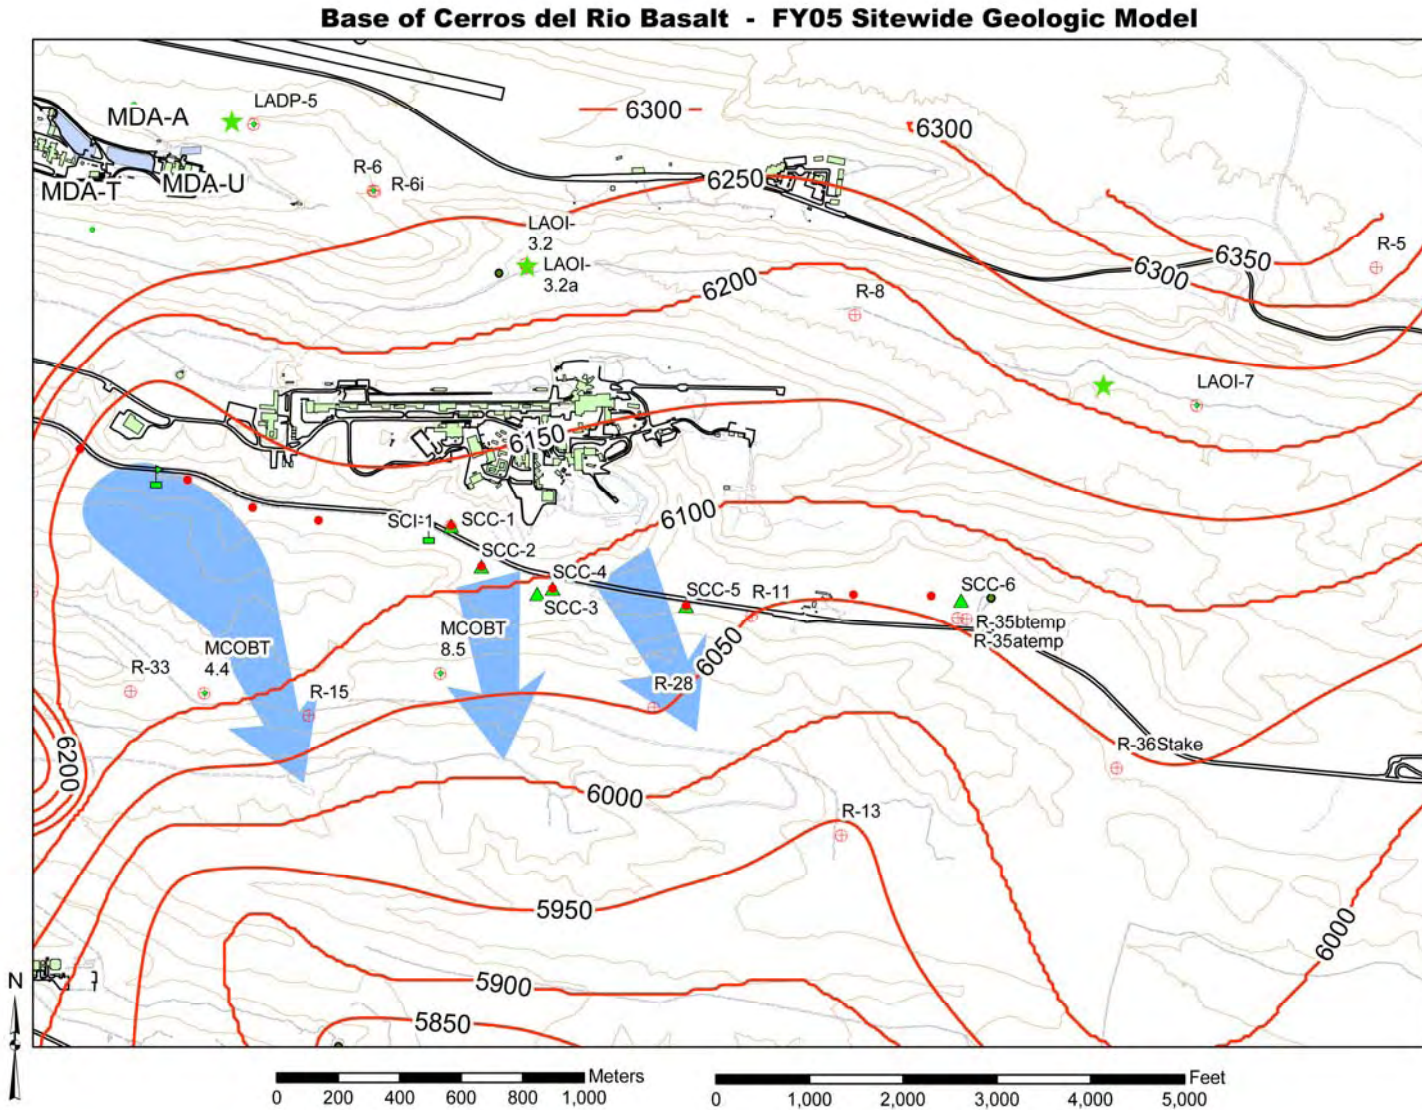 Base of Cerros del Rio Basalt - FY05 Sitewide Geologic Model
LADP-5
MDA-A
6300
6300
MDA-T
MDA-U
R-6
R-6i
6250
LAOI-
3.2
LAOI-
3.2a
6200
R-8
6300
6350
R-5
LAOI-7
6150
6100
SCI-1
SCC-1
SCC-2
SCC-4
SCC-3
SCC-5
R-11
SCC-6
R-35btemp
R-35atemp
6050
MCOBT
4.4
MCOBT
8.5
R-33
R-15
R-28
6200
R-36Stake
6000
R-13
5950
6000
5900
5850
N
Meters
0 200 400 600 800 1,000
Feet
0 1,000 2,000 3,000 4,000 5,000